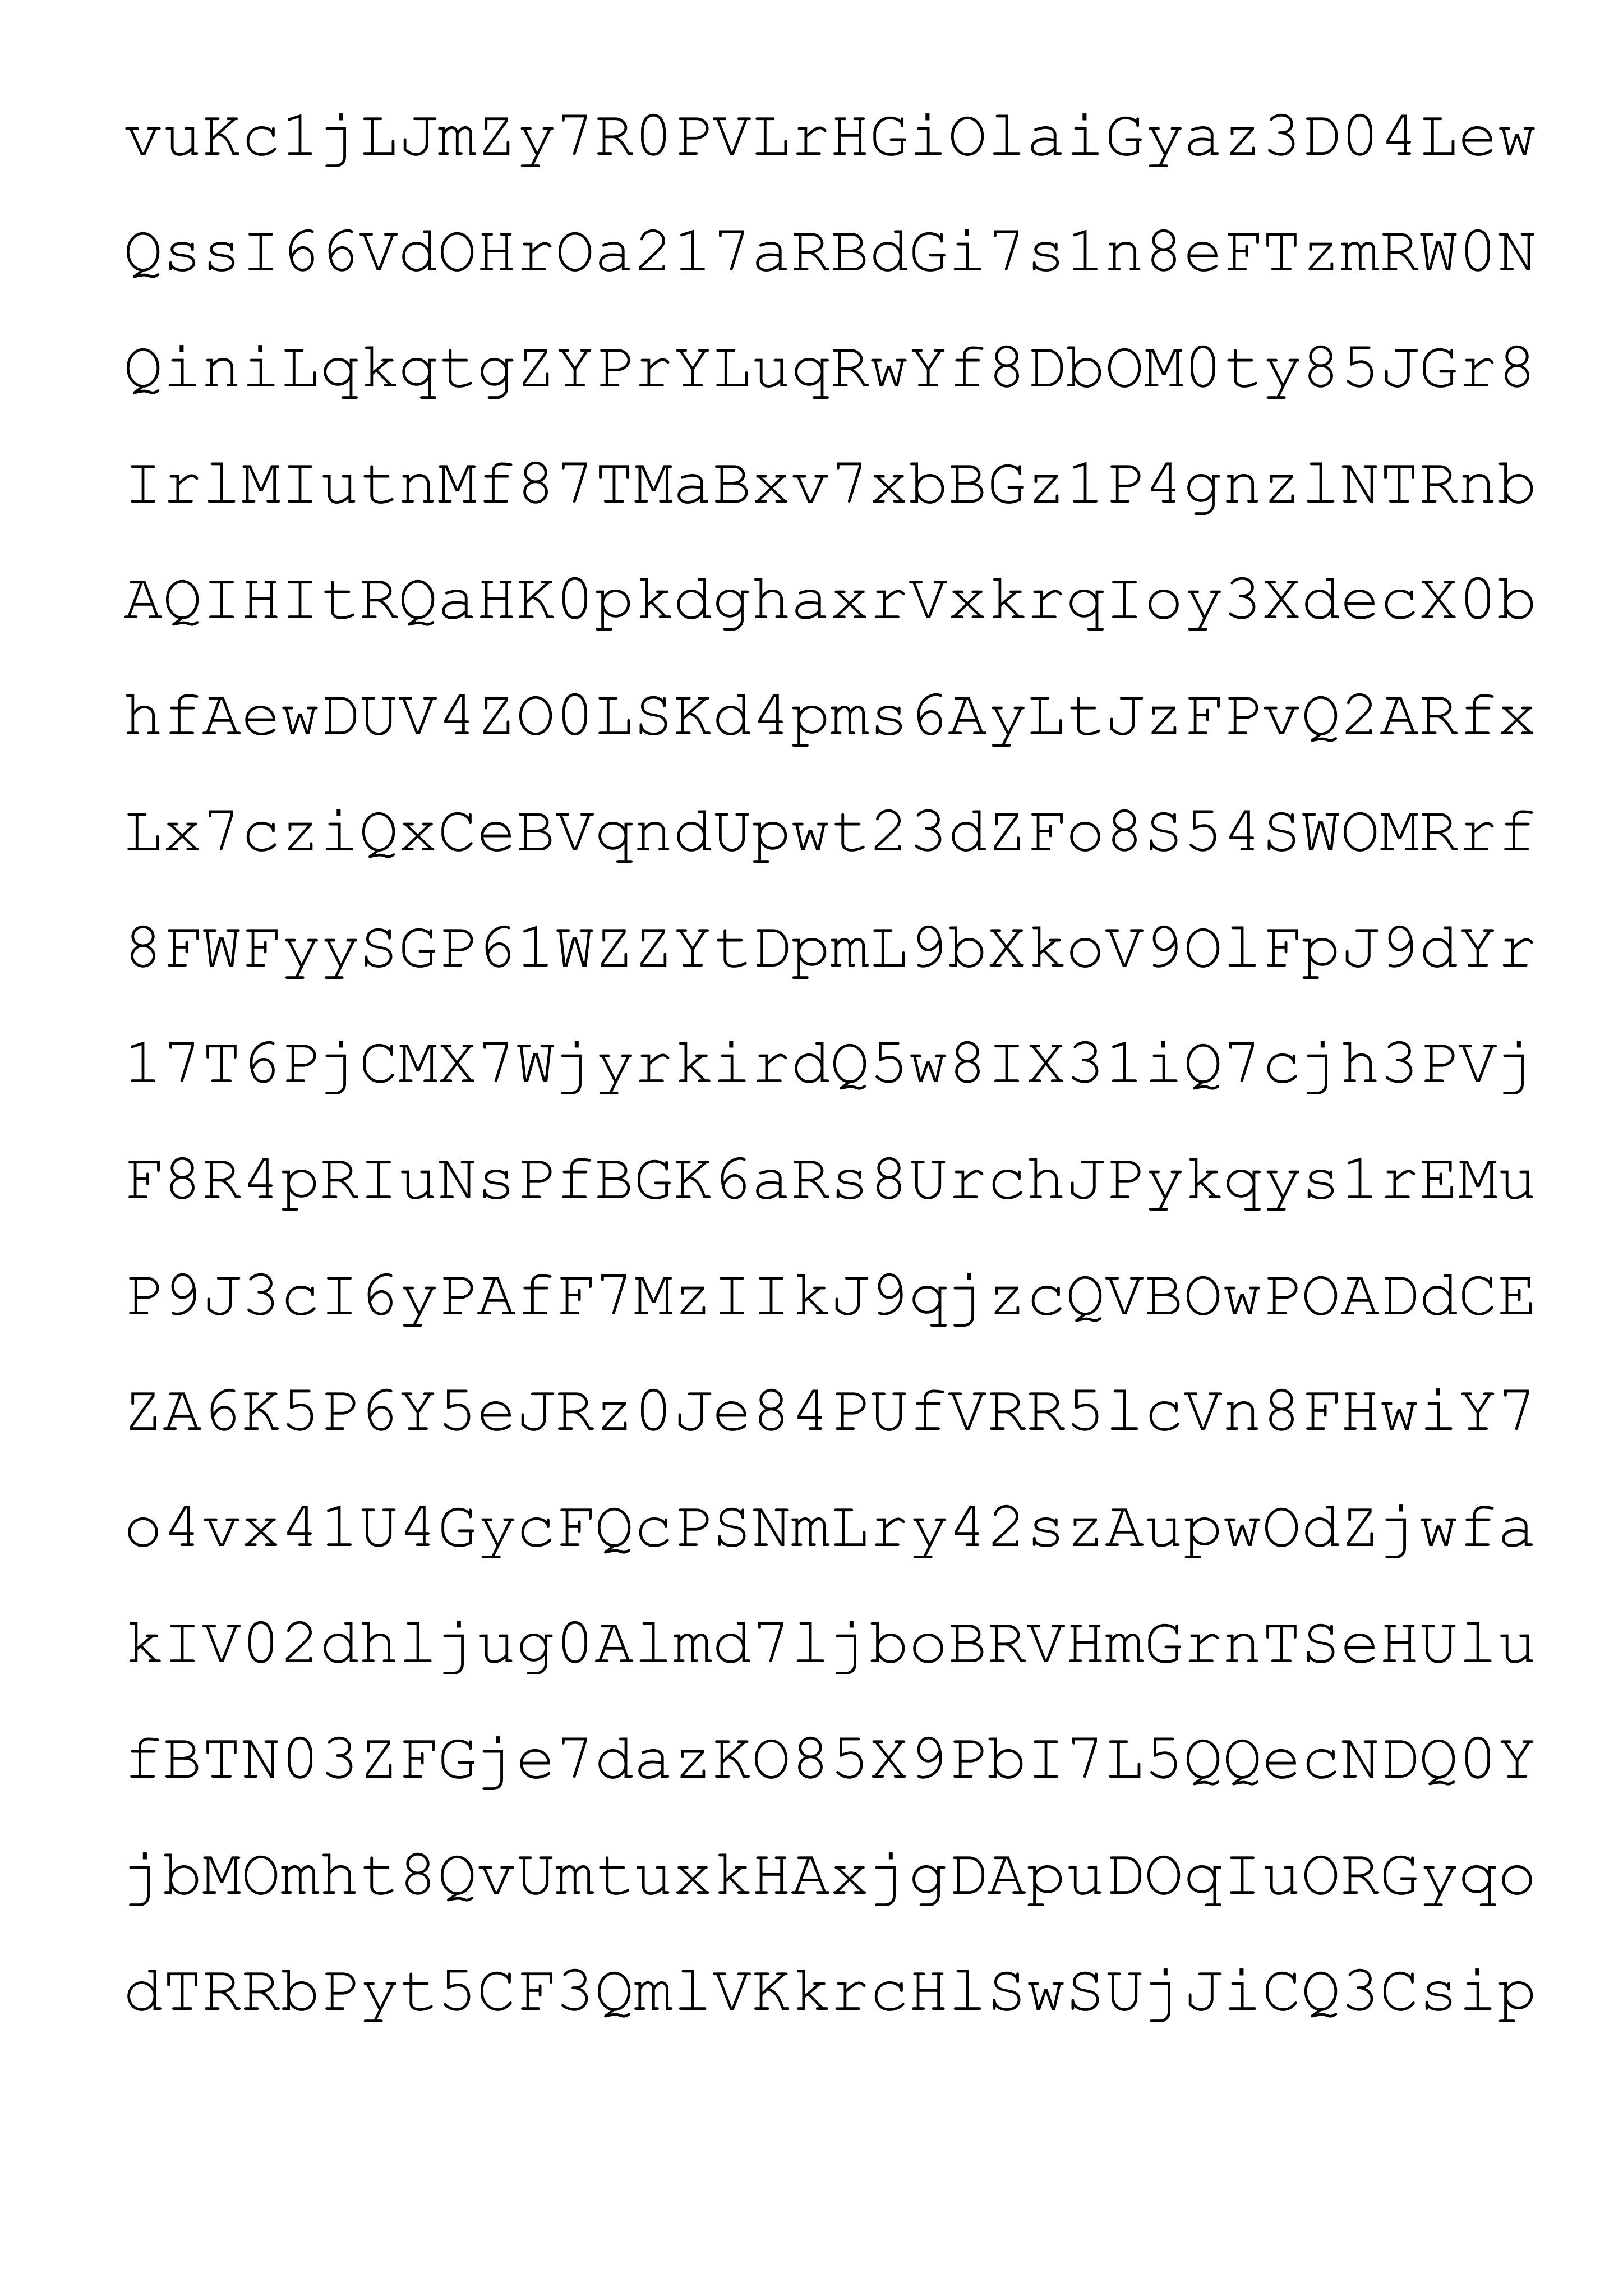 vuKc1jLJmZy7R0PVLrHGiOlaiGyaz3D04Lew
QssI66VdOHrOa217aRBdGi7s1n8eFTzmRW0N
QiniLqkqtgZYPrYLuqRwYf8DbOM0ty85JGr8
IrlMIutnMf87TMaBxv7xbBGz1P4gnzlNTRnb
AQIHItRQaHK0pkdghaxrVxkrqIoy3XdecX0b
hfAewDUV4ZO0LSKd4pms6AyLtJzFPvQ2ARfx
Lx7cziQxCeBVqndUpwt23dZFo8S54SWOMRrf
8FWFyySGP61WZZYtDpmL9bXkoV9OlFpJ9dYr
17T6PjCMX7WjyrkirdQ5w8IX31iQ7cjh3PVj
F8R4pRIuNsPfBGK6aRs8UrchJPykqys1rEMu
P9J3cI6yPAfF7MzIIkJ9qjzcQVBOwPOADdCE
ZA6K5P6Y5eJRz0Je84PUfVRR5lcVn8FHwiY7
o4vx41U4GycFQcPSNmLry42szAupwOdZjwfa
kIV02dhljug0Almd7ljboBRVHmGrnTSeHUlu
fBTN03ZFGje7dazKO85X9PbI7L5QQecNDQ0Y
jbMOmht8QvUmtuxkHAxjgDApuDOqIuORGyqo
dTRRbPyt5CF3QmlVKkrcHlSwSUjJiCQ3Csip